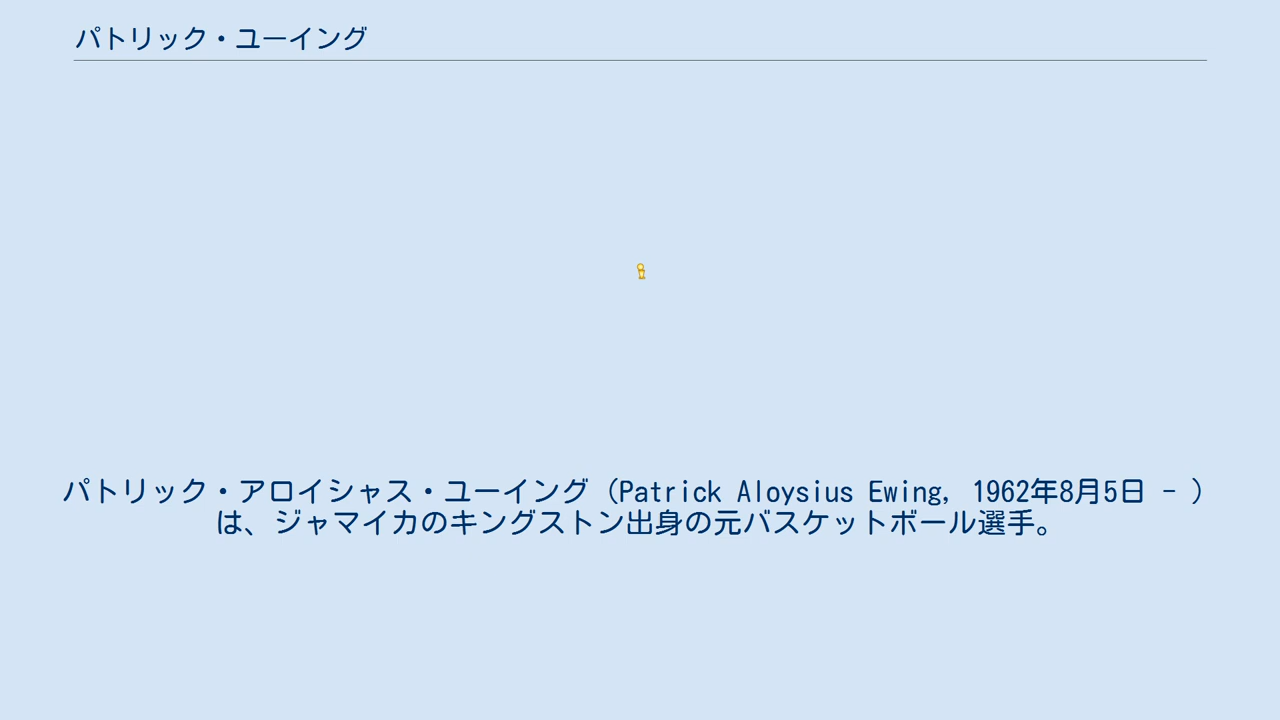 パトリック・ユーイング
パトリック・アロイシャス・ユーイング（Patrick Aloysius Ewing, 1962年8月5日 - ）
は、ジャマイカのキングストン出身の元バスケットボール選手。